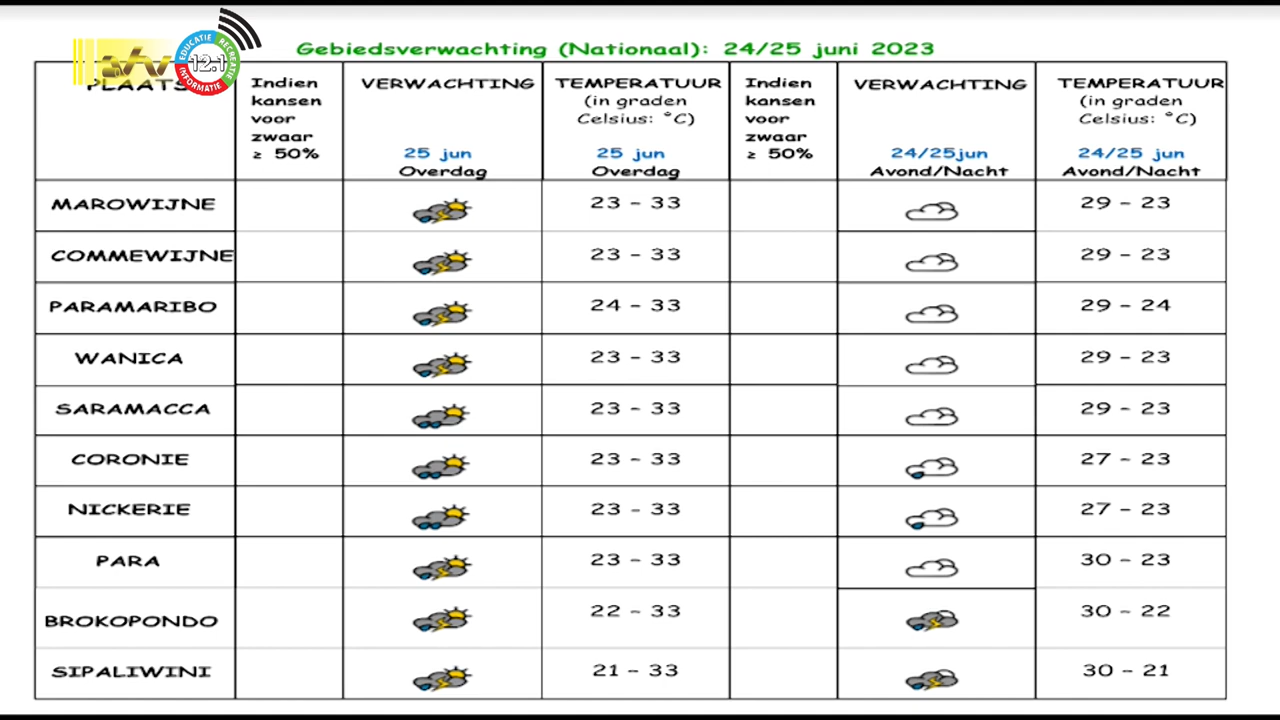 Gebiedsverwachting (Nationaal): 24/25 juni 2023
atv
EDUCATIE RECREATIE INFORMATIE
12.1
PLAATS
Indien kansen voor zwaar ≥ 50%
VERWACHTING 25 jun Overdag
TEMPERATUUR (in graden Celsius: °C) 25 jun Overdag
Indien kansen voor zwaar ≥ 50%
VERWACHTING 24/25jun Avond/Nacht
TEMPERATUUR (in graden Celsius: °C) 24/25 jun Avond/Nacht
MAROWIJNE 23 - 33 29 - 23
COMMEWIJNE 23 - 33 29 - 23
PARAMARIBO 24 - 33 29 - 24
WANICA 23 - 33 29 - 23
SARAMACCA 23 - 33 29 - 23
CORONIE 23 - 33 27 - 23
NICKERIE 23 - 33 27 - 23
PARA 23 - 33 30 - 23
BROKOPONDO 22 - 33 30 - 22
SIPALIWINI 21 - 33 30 - 21